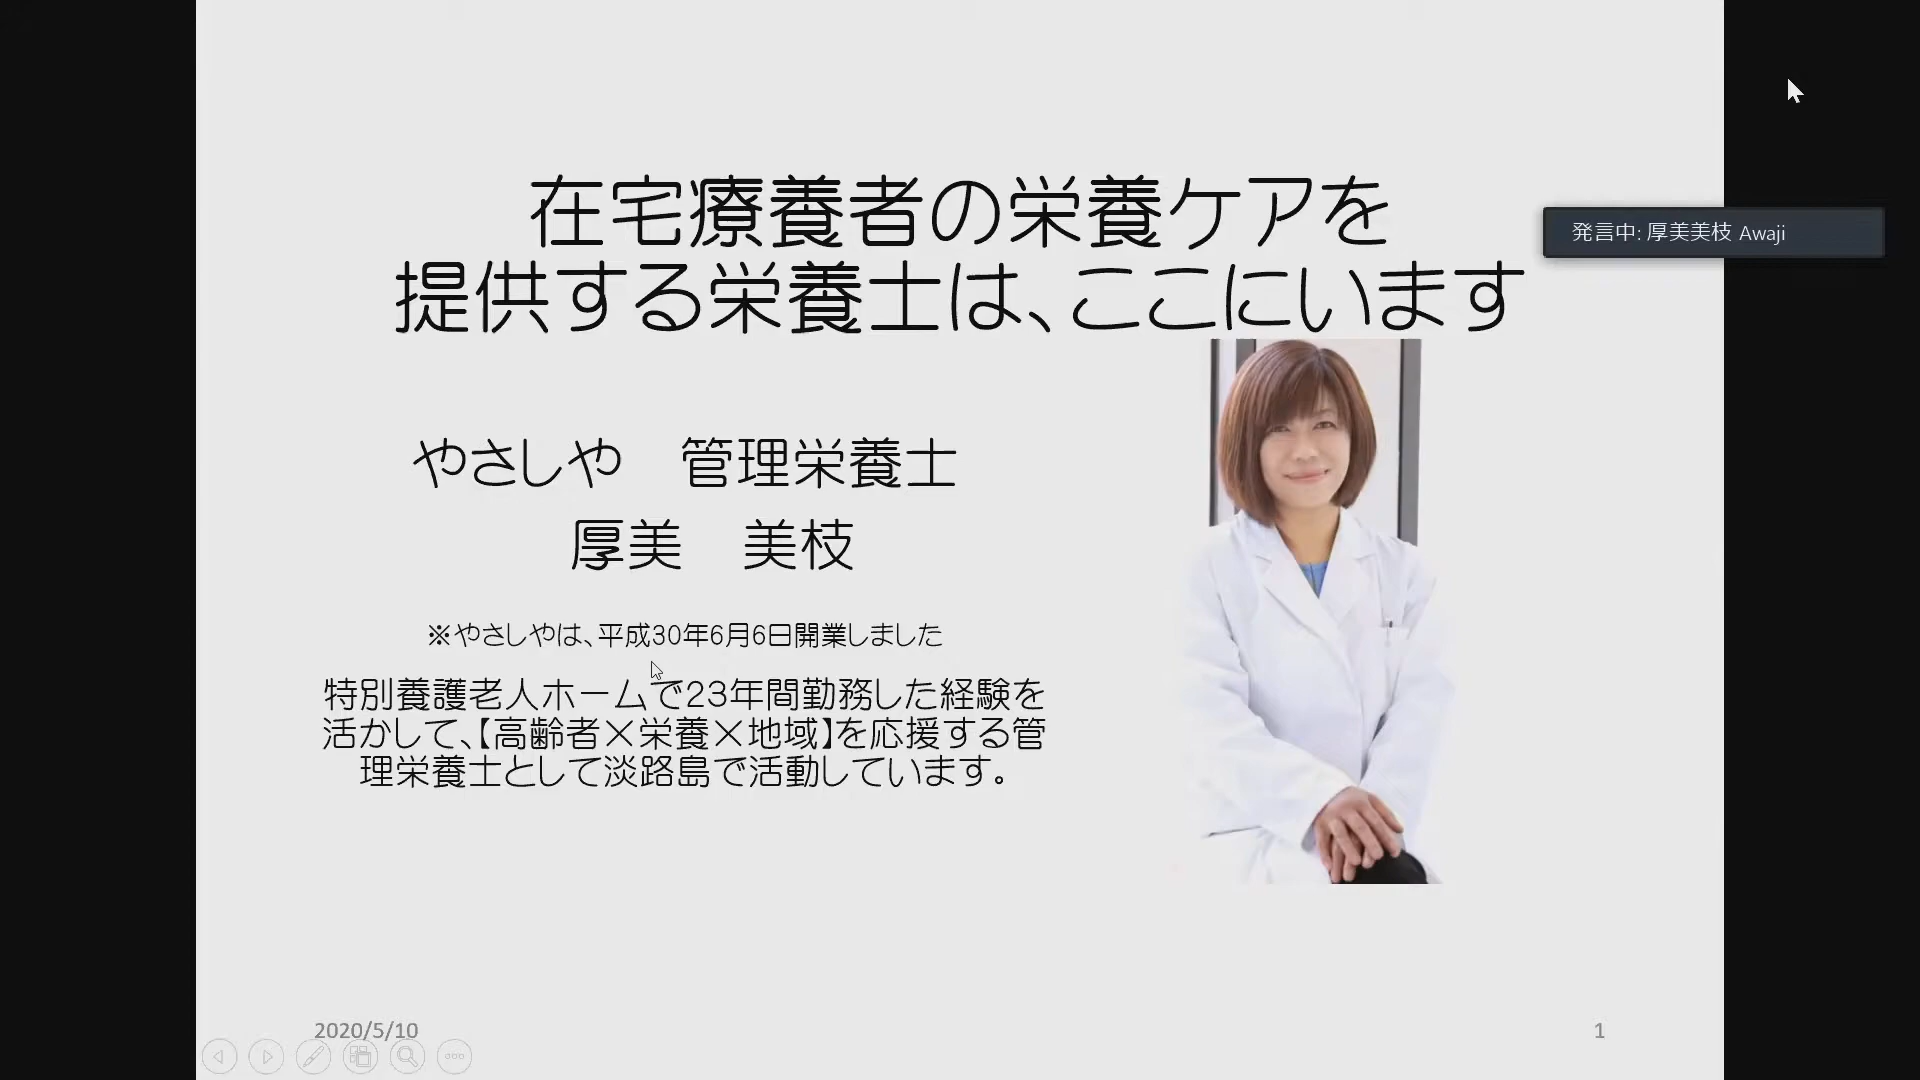 在宅療養者の栄養ケアを
提供する栄養士は、ここにいます
発言中: 厚美美枝 Awaji
やさしや　管理栄養士
厚美　美枝
※やさしやは、平成30年6月6日開業しました
特別養護老人ホームで23年間勤務した経験を
活かして、【高齢者×栄養×地域】を応援する管
理栄養士として淡路島で活動しています。
2020/5/10
1